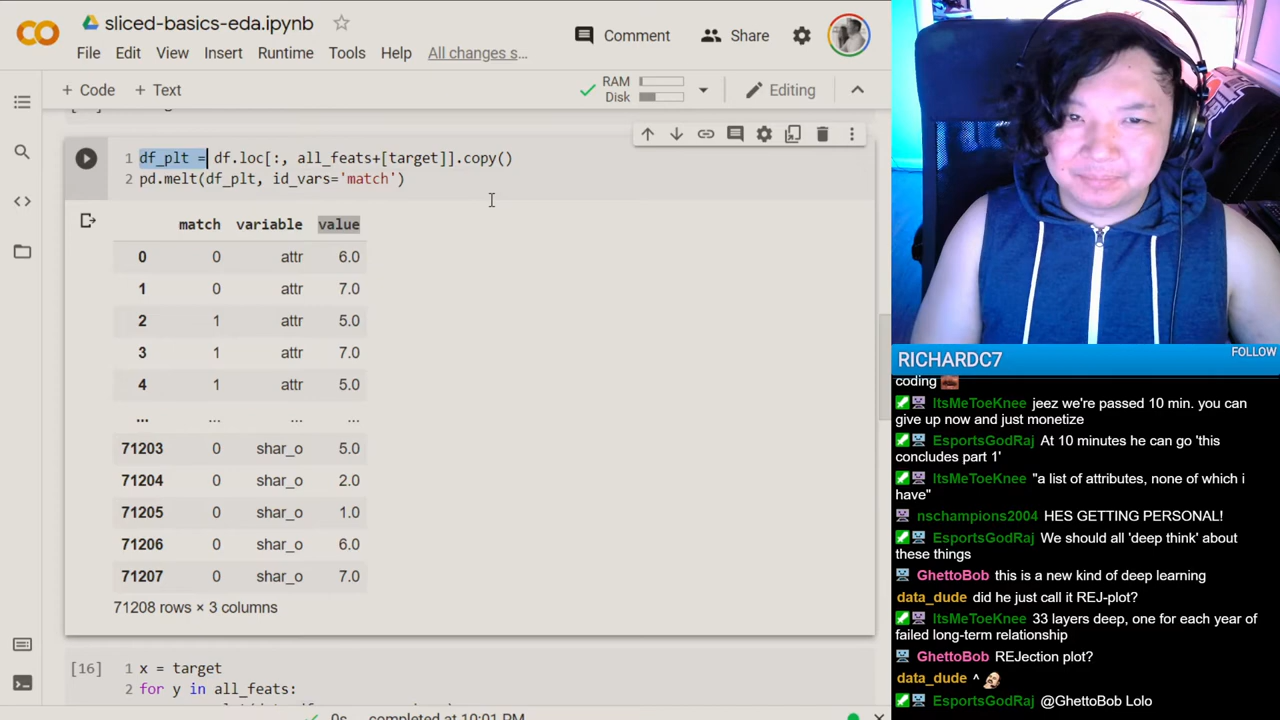 sliced-basics-eda.ipynb
File Edit View Insert Runtime Tools Help All changes s...
Comment
Share
+ Code + Text
RAM
Disk
Editing
1 df_plt = df.loc[:, all_feats+[target]].copy()
2 pd.melt(df_plt, id_vars='match')
match variable value
0 0 attr 6.0
1 0 attr 7.0
2 1 attr 5.0
3 1 attr 7.0
4 1 attr 5.0
... ... ... ...
71203 0 shar_o 5.0
71204 0 shar_o 2.0
71205 0 shar_o 1.0
71206 0 shar_o 6.0
71207 0 shar_o 7.0
71208 rows × 3 columns
[16] 1 x = target
2 for y in all_feats:
0s completed at 10:01 PM
RICHARDC7
FOLLOW
coding
ItsMeToeKnee jeez we're passed 10 min. you can
give up now and just monetize
EsportsGodRaj At 10 minutes he can go 'this
concludes part 1'
ItsMeToeKnee "a list of attributes, none of which i
have"
nschampions2004 HES GETTING PERSONAL!
EsportsGodRaj We should all 'deep think' about
these things
GhettoBob this is a new kind of deep learning
data_dude did he just call it REJ-plot?
ItsMeToeKnee 33 layers deep, one for each year of
failed long-term relationship
GhettoBob REJection plot?
data_dude ^
EsportsGodRaj @GhettoBob Lolo